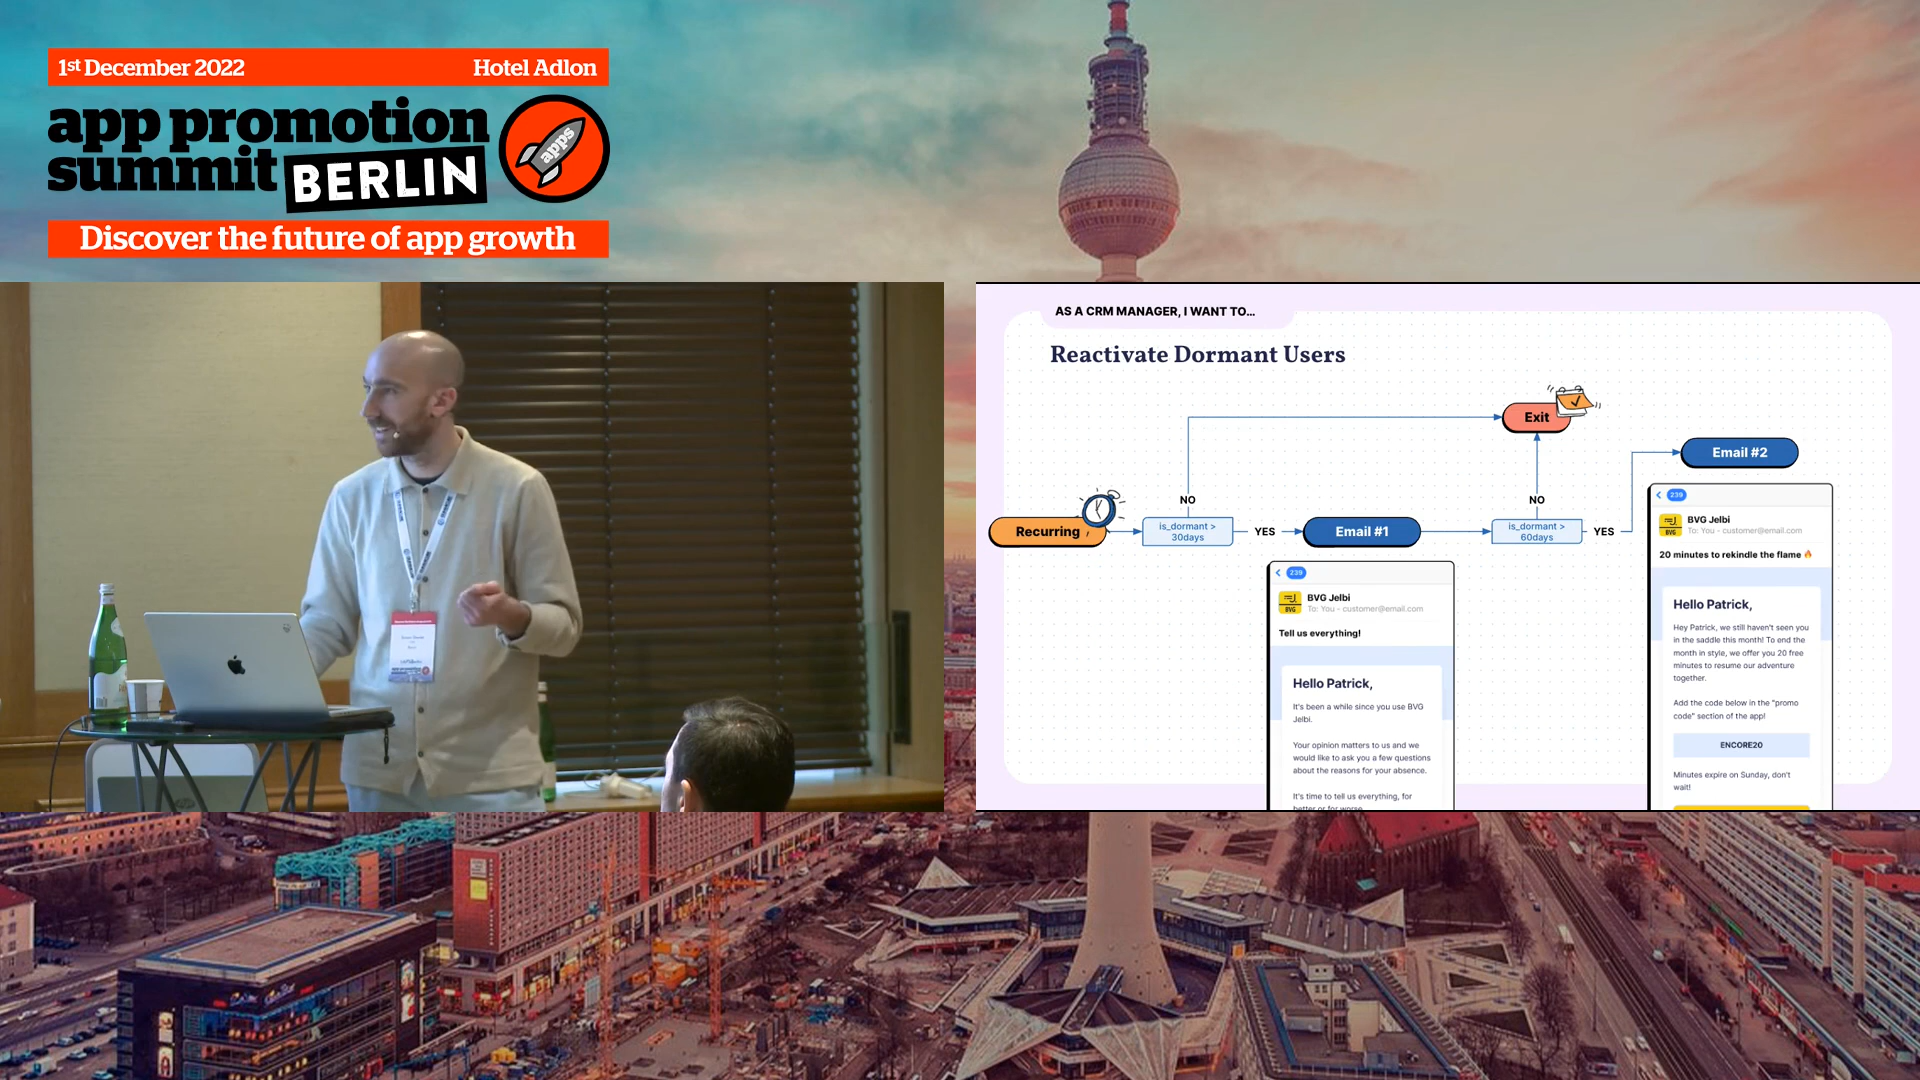 1st December 2022
Hotel Adlon
app promotion
summit BERLIN
apps
Discover the future of app growth
AS A CRM MANAGER, I WANT TO...
Reactivate Dormant Users
Exit
Email #2
NO
NO
Recurring
is_dormant >
30days
YES
Email #1
is_dormant >
60days
YES
239
BVG Jelbi
To: You - customer@email.com
Tell us everything!
Hello Patrick,
It's been a while since you use BVG
Jelbi.
Your opinion matters to us and we
would like to ask you a few questions
about the reasons for your absence.
It's time to tell us everything, for
better or for worse
BVG
239
BVG Jelbi
To: You - customer@email.com
20 minutes to rekindle the flame 🔥
Hello Patrick,
Hey Patrick, we still haven't seen you
in the saddle this month! To end the
month in style, we offer you 20 free
minutes to resume our adventure
together.
Add the code below in the "promo
code" section of the app!
ENCORE20
Minutes expire on Sunday, don't
wait!
BVG